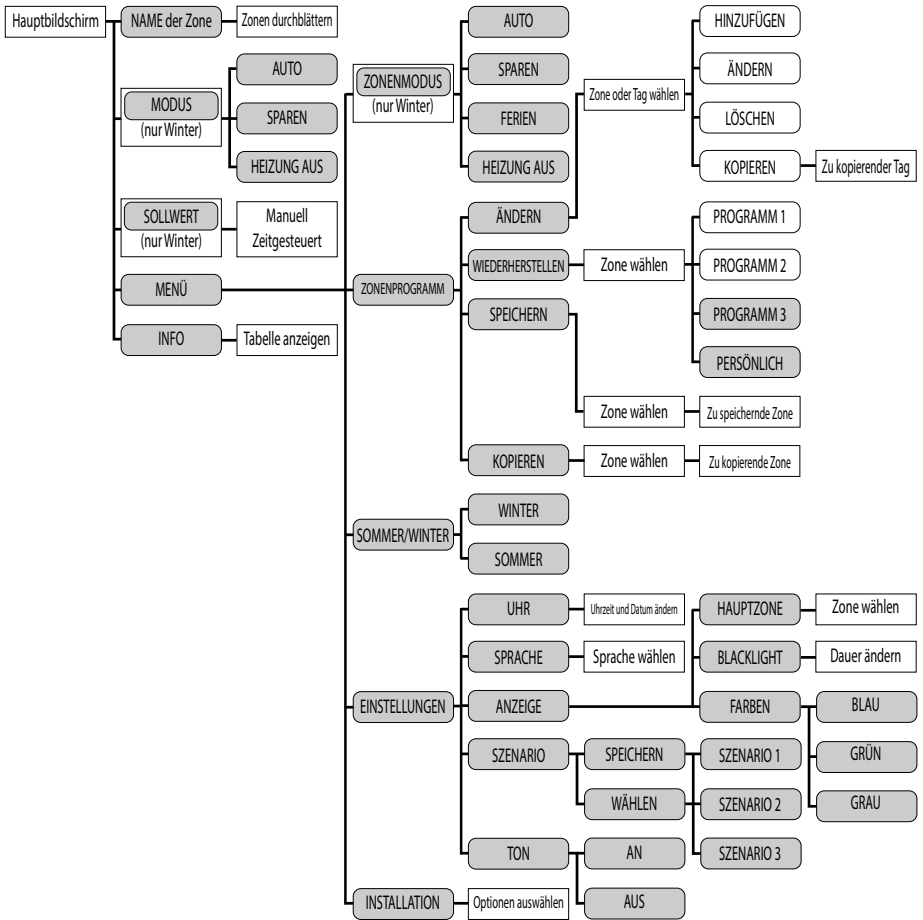 Hauptbildschirm
NAME der Zone
Zonen durchblättern
MODUS
(nur Winter)
AUTO
SPAREN
HEIZUNG AUS
SOLLWERT
(nur Winter)
Manuell
Zeitgesteuert
MENÜ
INFO
Tabelle anzeigen
ZONENMODUS
(nur Winter)
AUTO
SPAREN
FERIEN
HEIZUNG AUS
ZONENPROGRAMM
ÄNDERN
Zone oder Tag wählen
HINZUFÜGEN
ÄNDERN
LÖSCHEN
KOPIEREN
Zu kopierender Tag
WIEDERHERSTELLEN
Zone wählen
PROGRAMM 1
PROGRAMM 2
PROGRAMM 3
PERSÖNLICH
SPEICHERN
Zone wählen
Zu speichernde Zone
KOPIEREN
Zone wählen
Zu kopierende Zone
SOMMER/WINTER
WINTER
SOMMER
EINSTELLUNGEN
UHR
Uhrzeit und Datum ändern
SPRACHE
Sprache wählen
ANZEIGE
HAUPTZONE
Zone wählen
BLACKLIGHT
Dauer ändern
FARBEN
BLAU
GRÜN
GRAU
SZENARIO
SPEICHERN
WÄHLEN
SZENARIO 1
SZENARIO 2
SZENARIO 3
TON
AN
AUS
INSTALLATION
Optionen auswählen